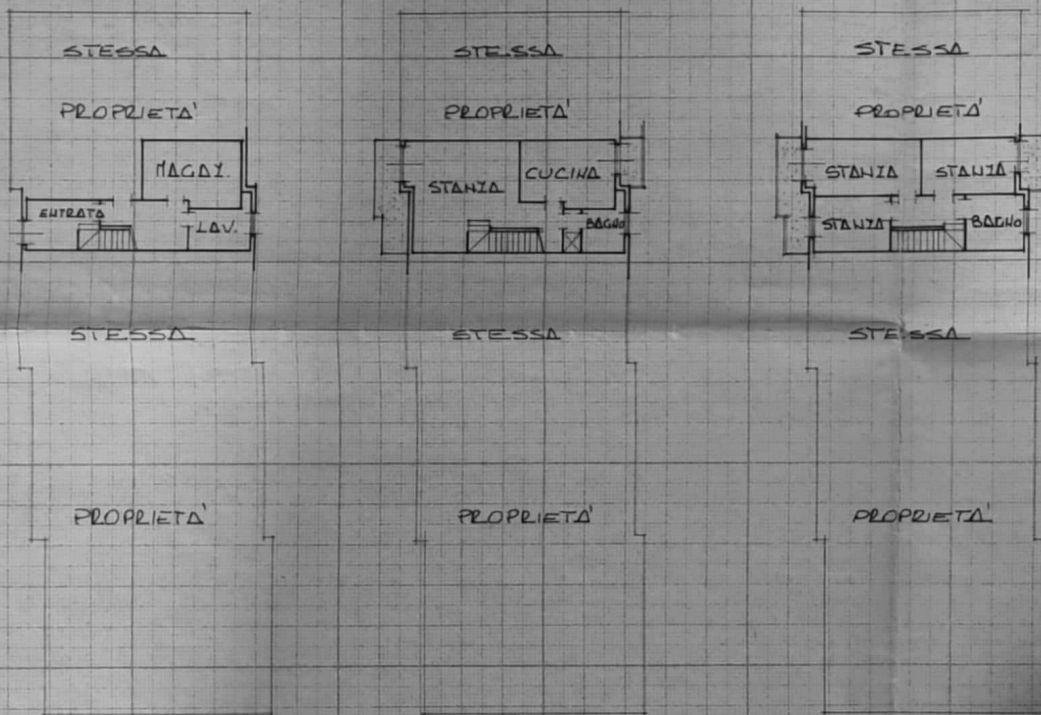 STESSA
PROPRIETA'
MAGAZ.
ENTRATA
LAV.
STESSA
PROPRIETA'
STESSA
PROPRIETA'
CUCINA
STANZA
BAGNO
STESSA
PROPRIETA'
STESSA
PROPRIETA'
STANZA
STANZA
STANZA
BAGNO
STESSA
PROPRIETA'